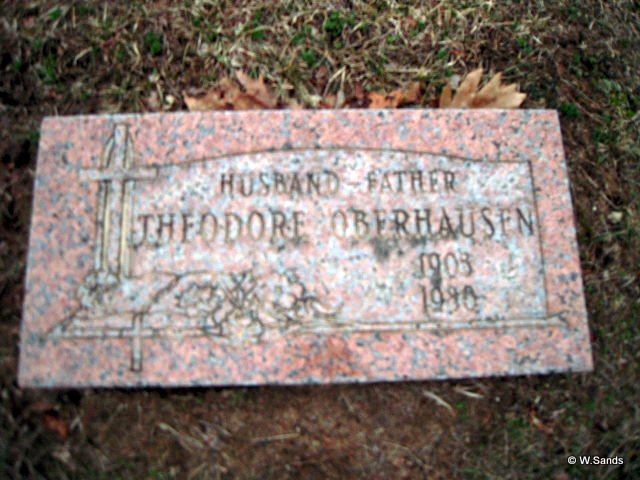 HUSBAND - FATHER
THEODORE OBERHAUSEN
1903
1980
© W.Sands